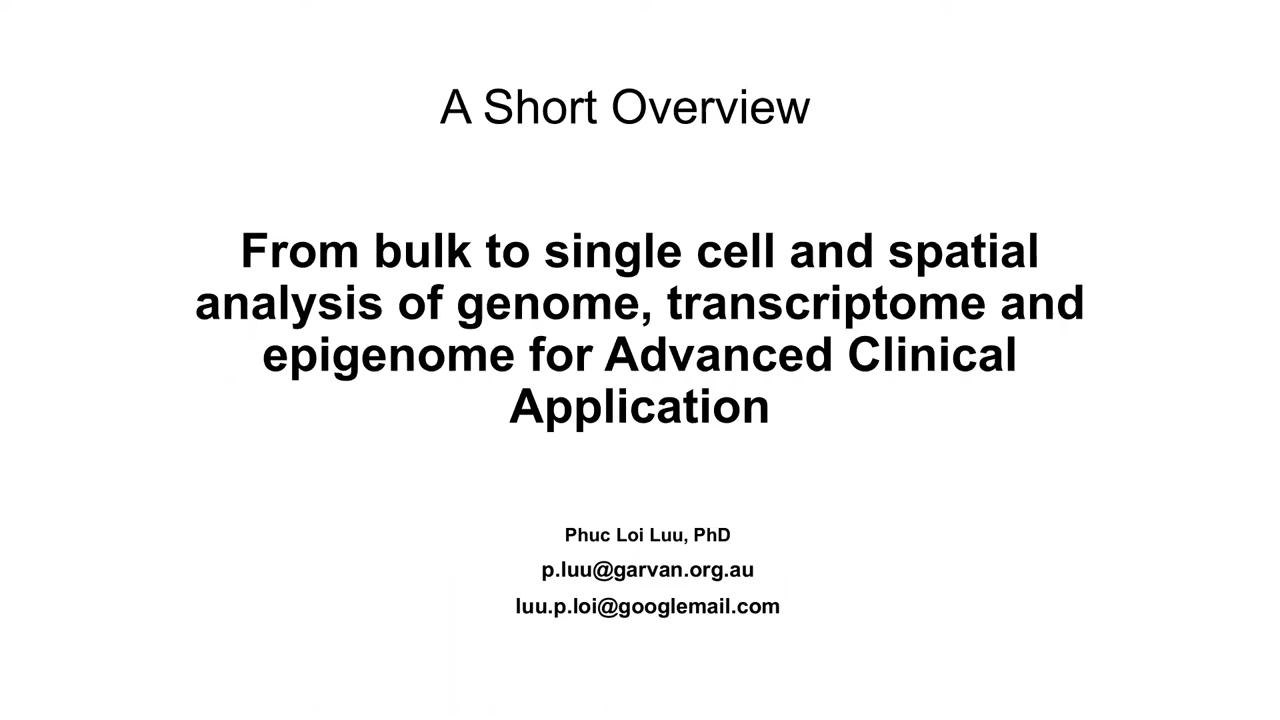 A Short Overview
From bulk to single cell and spatial
analysis of genome, transcriptome and
epigenome for Advanced Clinical
Application
Phuc Loi Luu, PhD
p.luu@garvan.org.au
luu.p.loi@googlemail.com